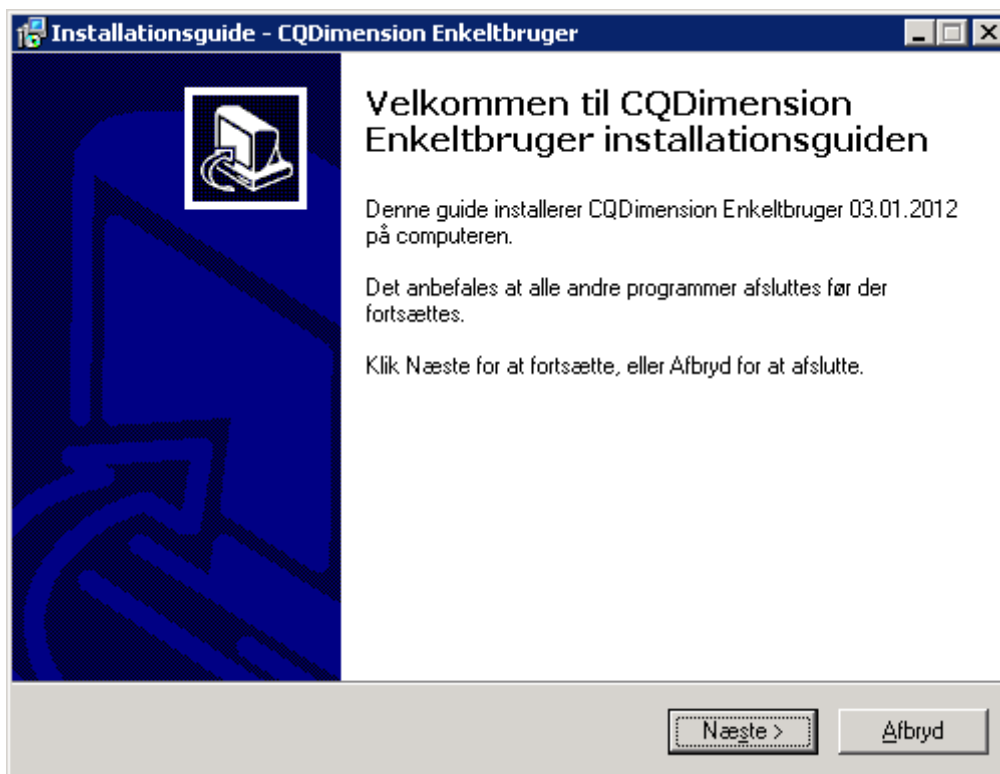 Installationsguide - CQDimension Enkeltbruger
Velkommen til CQDimension
Enkeltbruger installationsguiden
Denne guide installerer CQDimension Enkeltbruger 03.01.2012
på computeren.
Det anbefales at alle andre programmer afsluttes før der
fortsættes.
Klik Næste for at fortsætte, eller Afbryd for at afslutte.
Næste >
Afbryd